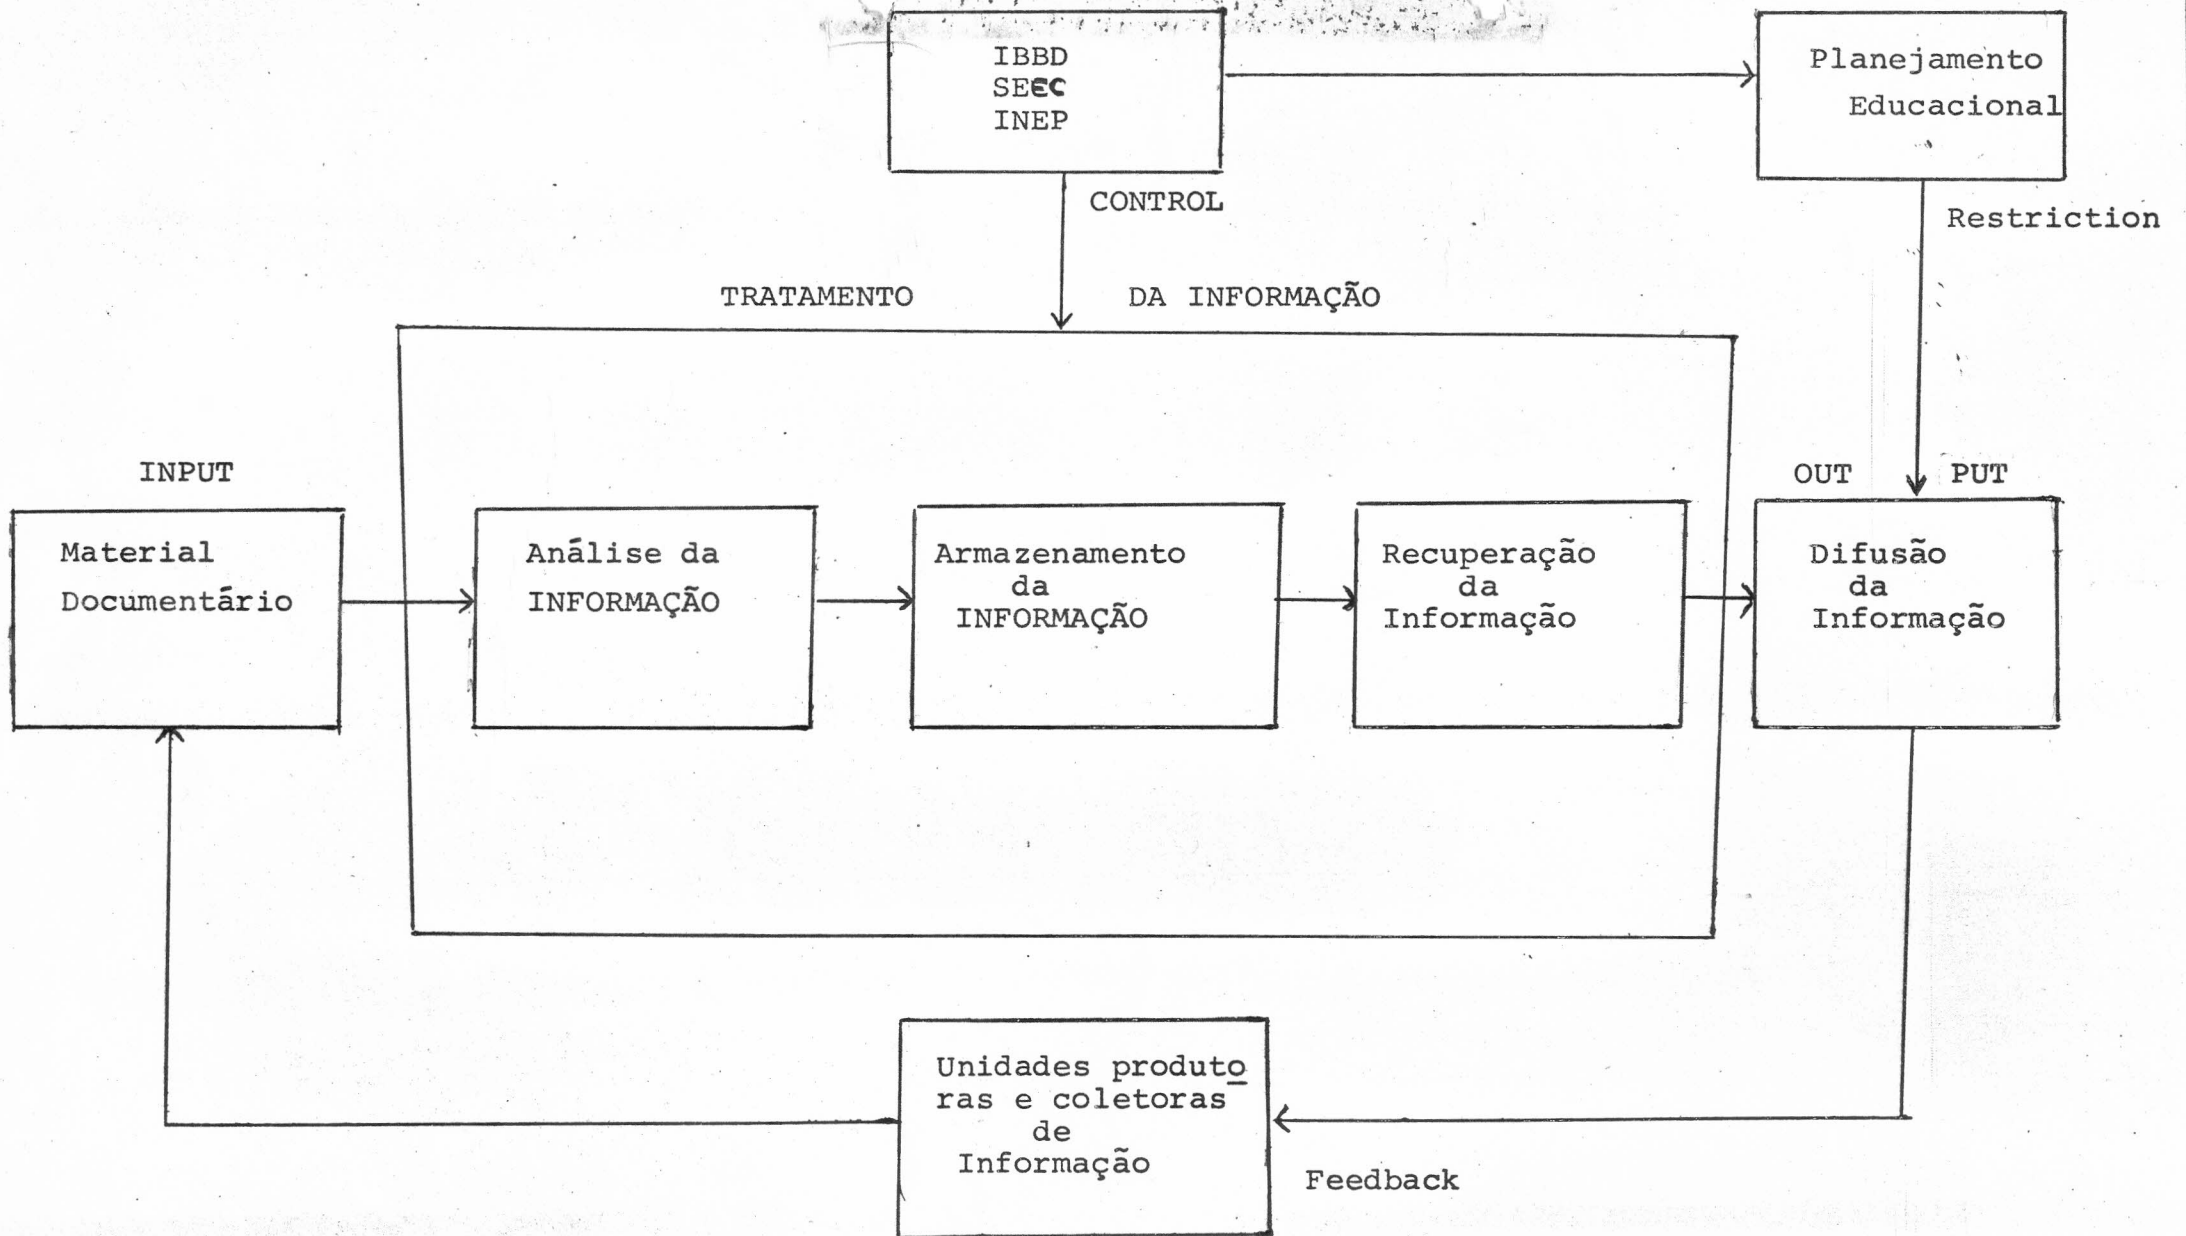 IBBD
SEEC
INEP
Planejamento
Educacional
CONTROL
Restriction
TRATAMENTO DA INFORMAÇÃO
INPUT
OUT PUT
Material
Documentário
Análise da
INFORMAÇÃO
Armazenamento
da
INFORMAÇÃO
Recuperação
da
Informação
Difusão
da
Informação
Unidades produto
ras e coletoras
de
Informação
Feedback